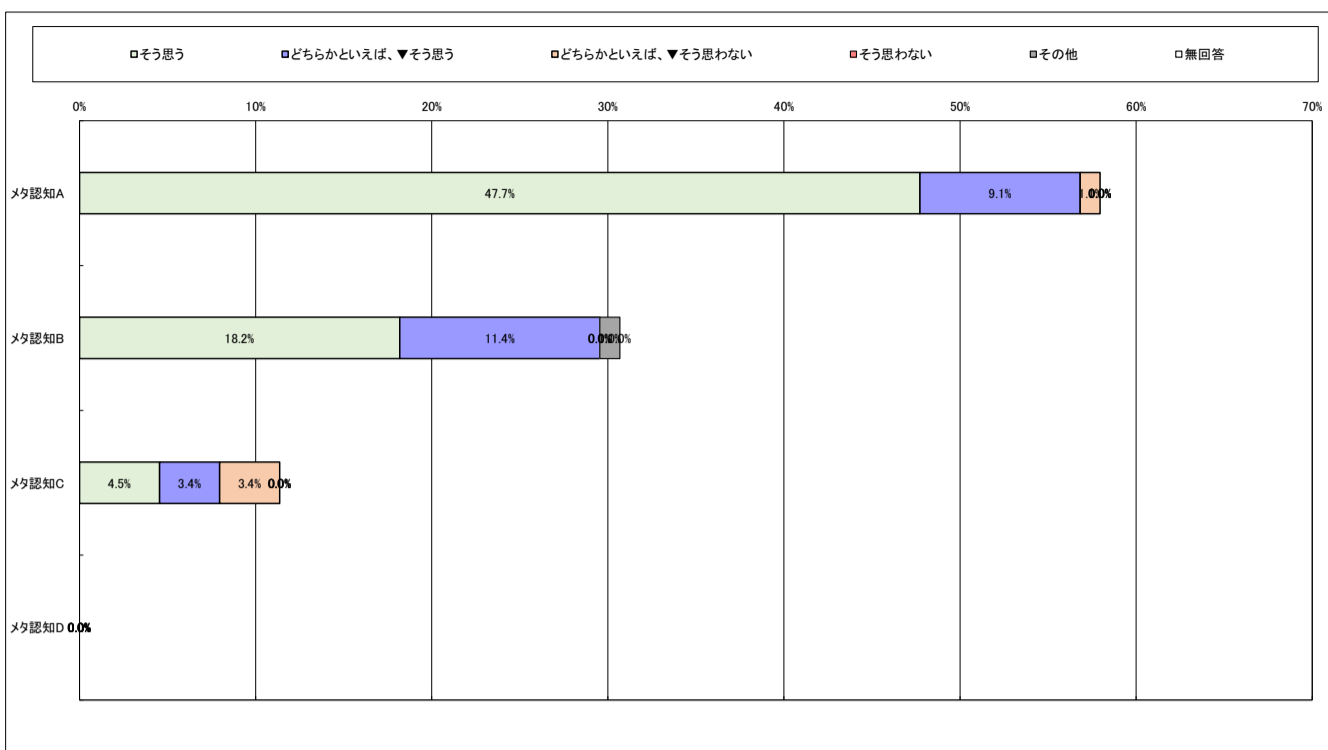 そう思う どちらかといえば、▼そう思う どちらかといえば、▼そう思わない そう思わない その他 無回答
0% 10% 20% 30% 40% 50% 60% 70%
メタ認知A 47.7% 9.1% 0.0%
メタ認知B 18.2% 11.4% 0.0%
メタ認知C 4.5% 3.4% 3.4% 0.0%
メタ認知D 0.0%